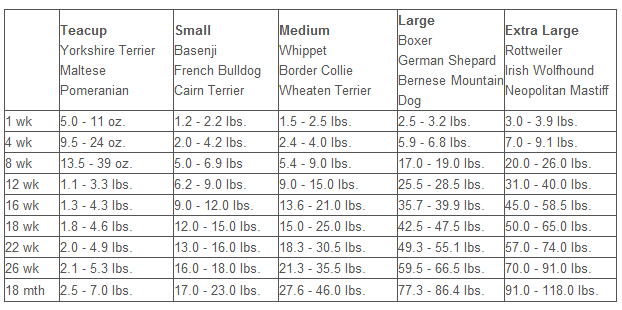 Teacup Small Medium Large Extra Large
Yorkshire Terrier Basenji Whippet Boxer Rottweiler
Maltese French Bulldog Border Collie German Shepard Irish Wolfhound
Pomeranian Cairn Terrier Wheaten Terrier Bernese Mountain Neopolitan Mastiff
Dog
1 wk 5.0 - 11 oz. 1.2 - 2.2 lbs. 1.5 - 2.5 lbs. 2.5 - 3.2 lbs. 3.0 - 3.9 lbs.
4 wk 9.5 - 24 oz. 2.0 - 4.2 lbs. 2.4 - 4.0 lbs. 5.9 - 6.8 lbs. 7.0 - 9.1 lbs.
8 wk 13.5 - 39 oz. 5.0 - 6.9 lbs 5.4 - 9.0 lbs. 17.0 - 19.0 lbs. 20.0 - 26.0 lbs.
12 wk 1.1 - 3.3 lbs. 6.2 - 9.0 lbs. 9.0 - 15.0 lbs. 25.5 - 28.5 lbs. 31.0 - 40.0 lbs.
16 wk 1.3 - 4.3 lbs. 9.0 - 12.0 lbs. 13.6 - 21.0 lbs. 35.7 - 39.9 lbs. 45.0 - 58.5 lbs.
18 wk 1.8 - 4.6 lbs. 12.0 - 15.0 lbs. 15.0 - 25.0 lbs. 42.5 - 47.5 lbs. 50.0 - 65.0 lbs.
22 wk 2.0 - 4.9 lbs. 13.0 - 16.0 lbs. 18.3 - 30.5 lbs. 49.3 - 55.1 lbs. 57.0 - 74.0 lbs.
26 wk 2.1 - 5.3 lbs. 16.0 - 18.0 lbs. 21.3 - 35.5 lbs. 59.5 - 66.5 lbs. 70.0 - 91.0 lbs.
18 mth 2.5 - 7.0 lbs. 17.0 - 23.0 lbs. 27.6 - 46.0 lbs. 77.3 - 86.4 lbs. 91.0 - 118.0 lbs.